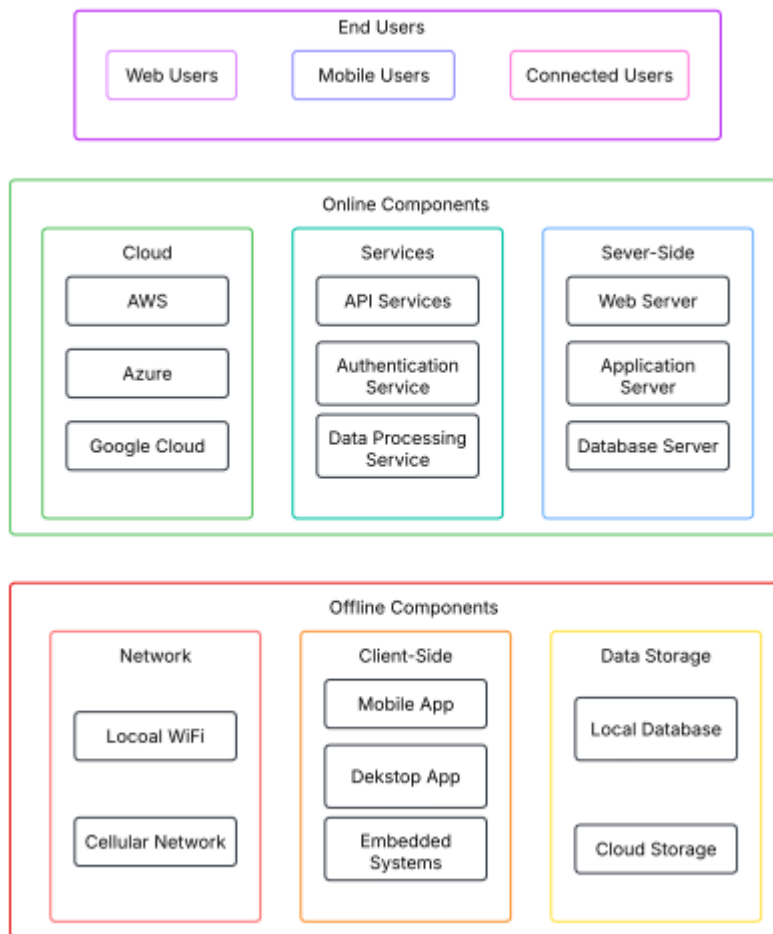 End Users
Web Users
Mobile Users
Connected Users
Online Components
Cloud
AWS
Azure
Google Cloud
Services
API Services
Authentication
Service
Data Processing
Service
Sever-Side
Web Server
Application
Server
Database Server
Offline Components
Network
Locoal WiFi
Cellular Network
Client-Side
Mobile App
Dekstop App
Embedded
Systems
Data Storage
Local Database
Cloud Storage